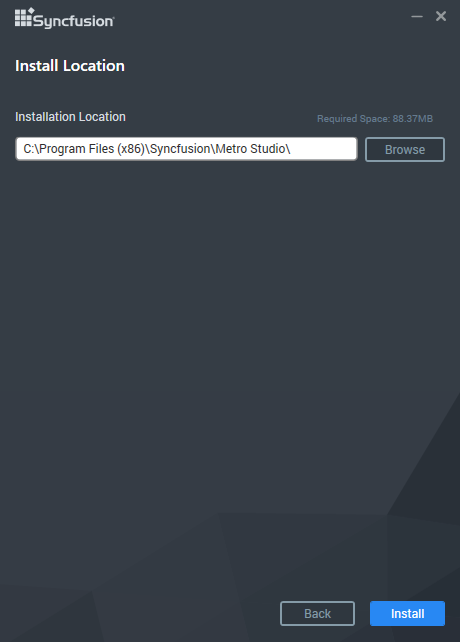 Syncfusion®
Install Location
Installation Location
Required Space: 88.37MB
C:\Program Files (x86)\Syncfusion\Metro Studio\
Browse
Back
Install